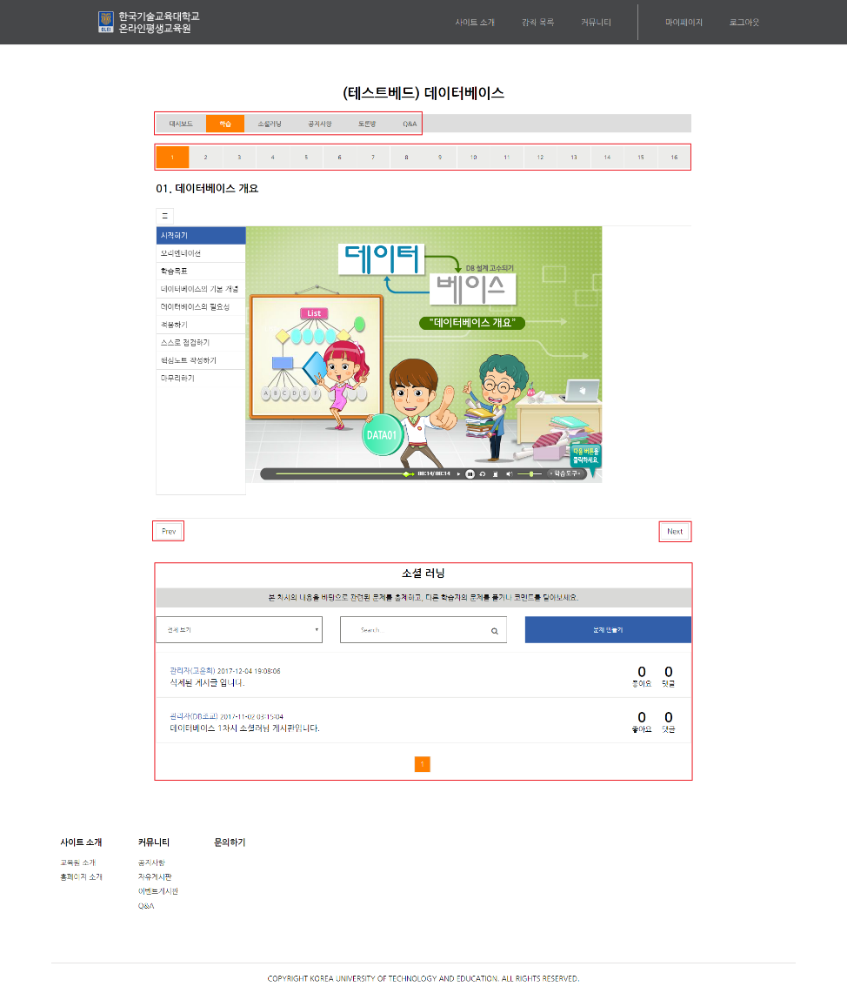 한국기술교육대학교
온라인평생교육원
OLEI
사이트 소개 강좌 목록 커뮤니티 마이페이지 로그아웃
(테스트베드) 데이터베이스
대시보드 학습 소셜러닝 공지사항 토론방 Q&A
1 2 3 4 5 6 7 8 9 10 11 12 13 14 15 16
01. 데이터베이스 개요
시작하기
오리엔테이션
학습목표
데이터베이스의 기본 개념
데이터베이스의 필요성
적용하기
스스로 점검하기
핵심노트 작성하기
마무리하기
데이터
DB 설계 고수되기
베이스
"데이터베이스 개요"
List
A B C D E F
DATA01
다음 버튼을
클릭하세요.
00:14/00:14
학습도구
Prev Next
소셜 러닝
본 차시의 내용을 바탕으로 관련된 문제를 출제하고, 다른 학습자의 문제를 풀거나 코멘트를 달아보세요.
전체 보기 Search... 문제 만들기
관리자(고윤희) 2017-12-04 19:08:06
삭제된 게시글 입니다.
0 0
좋아요 댓글
관리자(DB조교) 2017-11-02 03:15:04
데이터베이스 1차시 소셜러닝 게시판입니다.
0 0
좋아요 댓글
1
사이트 소개 커뮤니티 문의하기
교육원 소개 공지사항
홈페이지 소개 자유게시판
이벤트게시판
Q&A
COPYRIGHT KOREA UNIVERSITY OF TECHNOLOGY AND EDUCATION. ALL RIGHTS RESERVED.